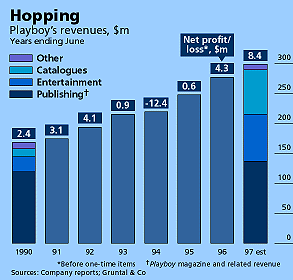 Hopping
Playboy's revenues, $m
Years ending June
Other
Catalogues
Entertainment
Publishing†
Net profit/
loss*, $m
2.4
3.1
4.1
0.9
-12.4
0.6
4.3
8.4
300
250
200
150
100
50
0
1990
91
92
93
94
95
96
97 est
*Before one-time items
†Playboy magazine and related revenue
Sources: Company reports; Gruntal & Co